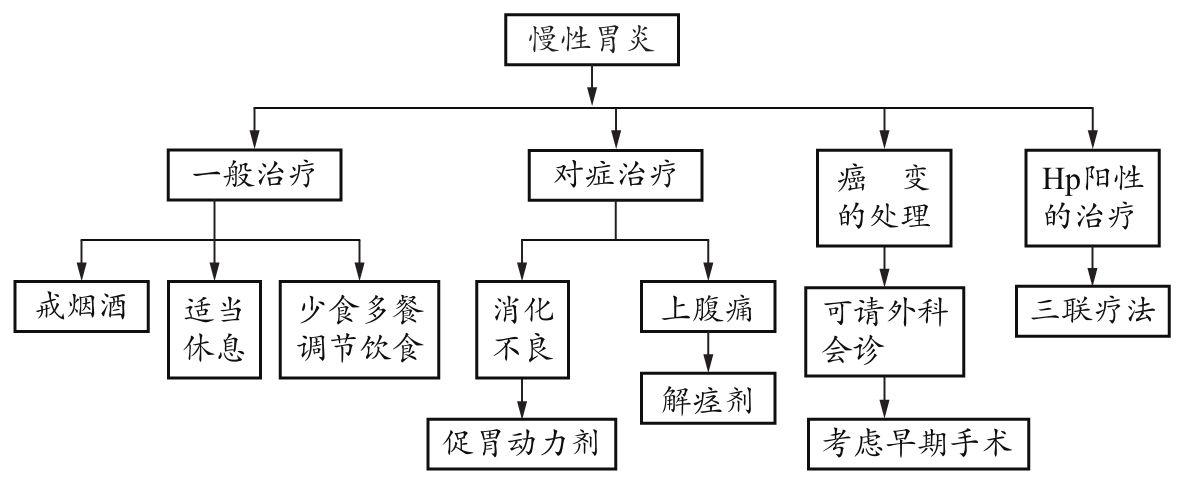 慢性胃炎
一般治疗
对症治疗
癌 变
的处理
Hp阳性
的治疗
戒烟酒
适当
休息
少食多餐
调节饮食
消化
不良
上腹痛
可请外科
会诊
三联疗法
促胃动力剂
解痉剂
考虑早期手术